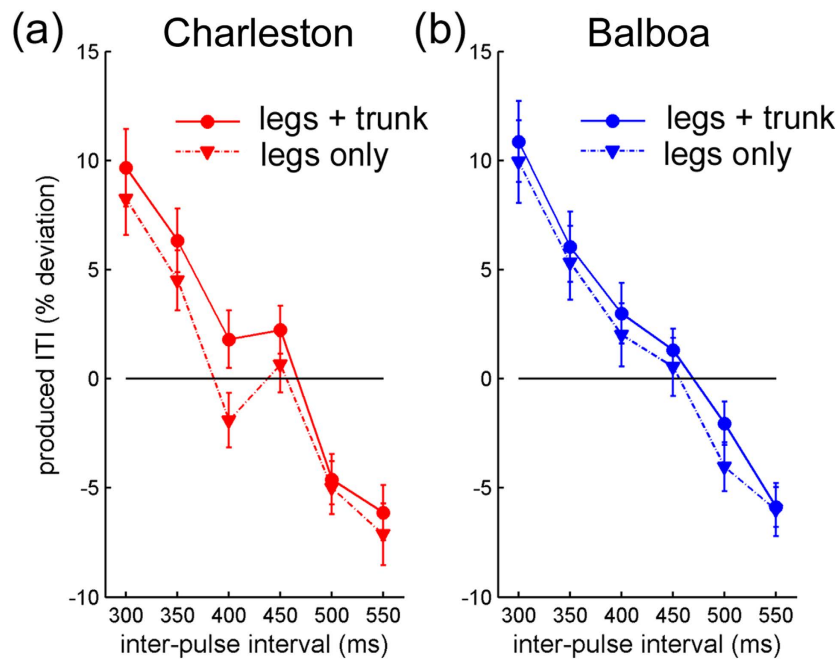 (a) Charleston
15
10
5
0
-5
-10
produced ITI (% deviation)
legs + trunk
legs only
300 350 400 450 500 550
inter-pulse interval (ms)
(b) Balboa
15
10
5
0
-5
-10
legs + trunk
legs only
300 350 400 450 500 550
inter-pulse interval (ms)